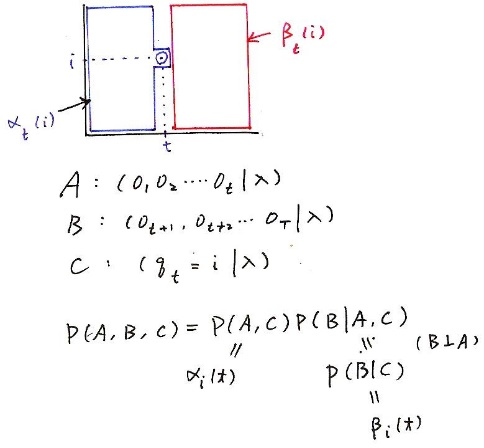 β_t(i)
i
α_t(i)
t
A : (O_1 O_2 ···· O_t | λ)
B : (O_{t+1}, O_{t+2} ··· O_T | λ)
C : (q_t = i | λ)
P(A, B, C) = P(A, C) P(B | A, C)
= = (B ⊥ A)
α_i(t) P(B | C)
=
β_i(t)